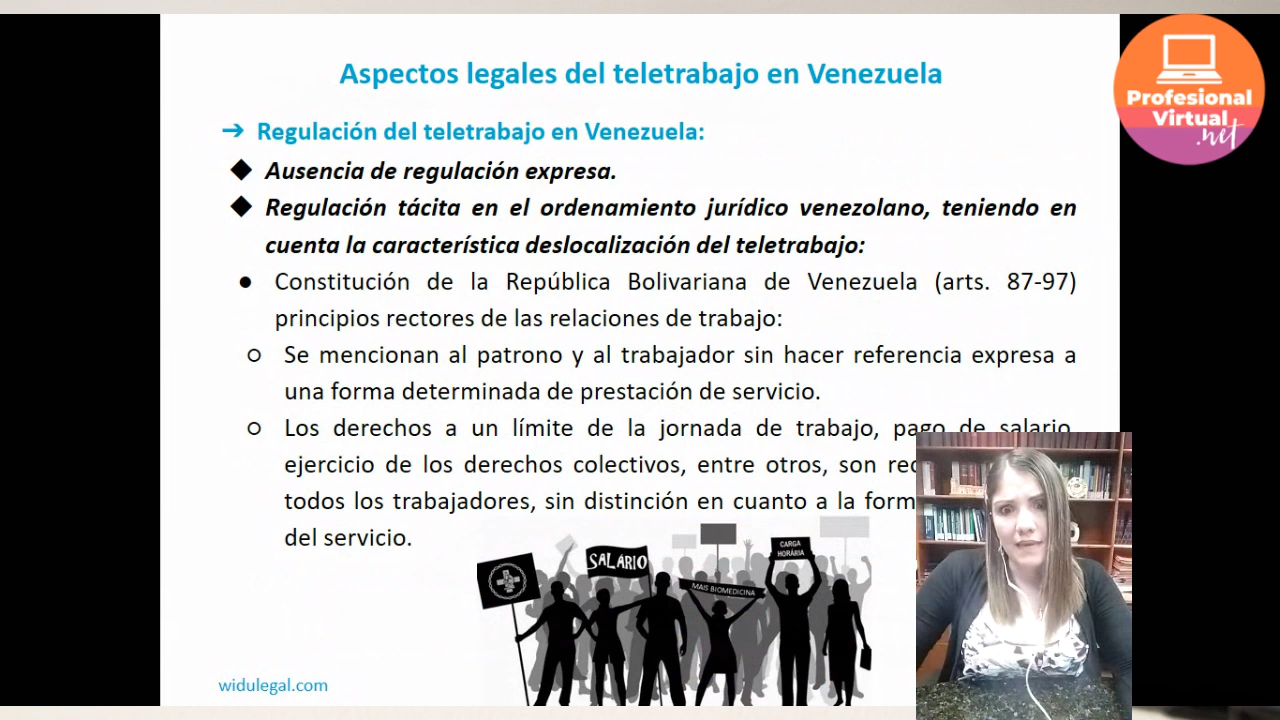 Aspectos legales del teletrabajo en Venezuela
Profesional
Virtual
.net
➔ Regulación del teletrabajo en Venezuela:
◆ Ausencia de regulación expresa.
◆ Regulación tácita en el ordenamiento jurídico venezolano, teniendo en
cuenta la característica deslocalización del teletrabajo:
● Constitución de la República Bolivariana de Venezuela (arts. 87-97)
principios rectores de las relaciones de trabajo:
○ Se mencionan al patrono y al trabajador sin hacer referencia expresa a
una forma determinada de prestación de servicio.
○ Los derechos a un límite de la jornada de trabajo, pago de salario,
ejercicio de los derechos colectivos, entre otros, son
todos los trabajadores, sin distinción en cuanto a la
del servicio.
SALÁRIO
CARGA
HORÁRIA
MAIS BIOMEDICINA
widulegal.com